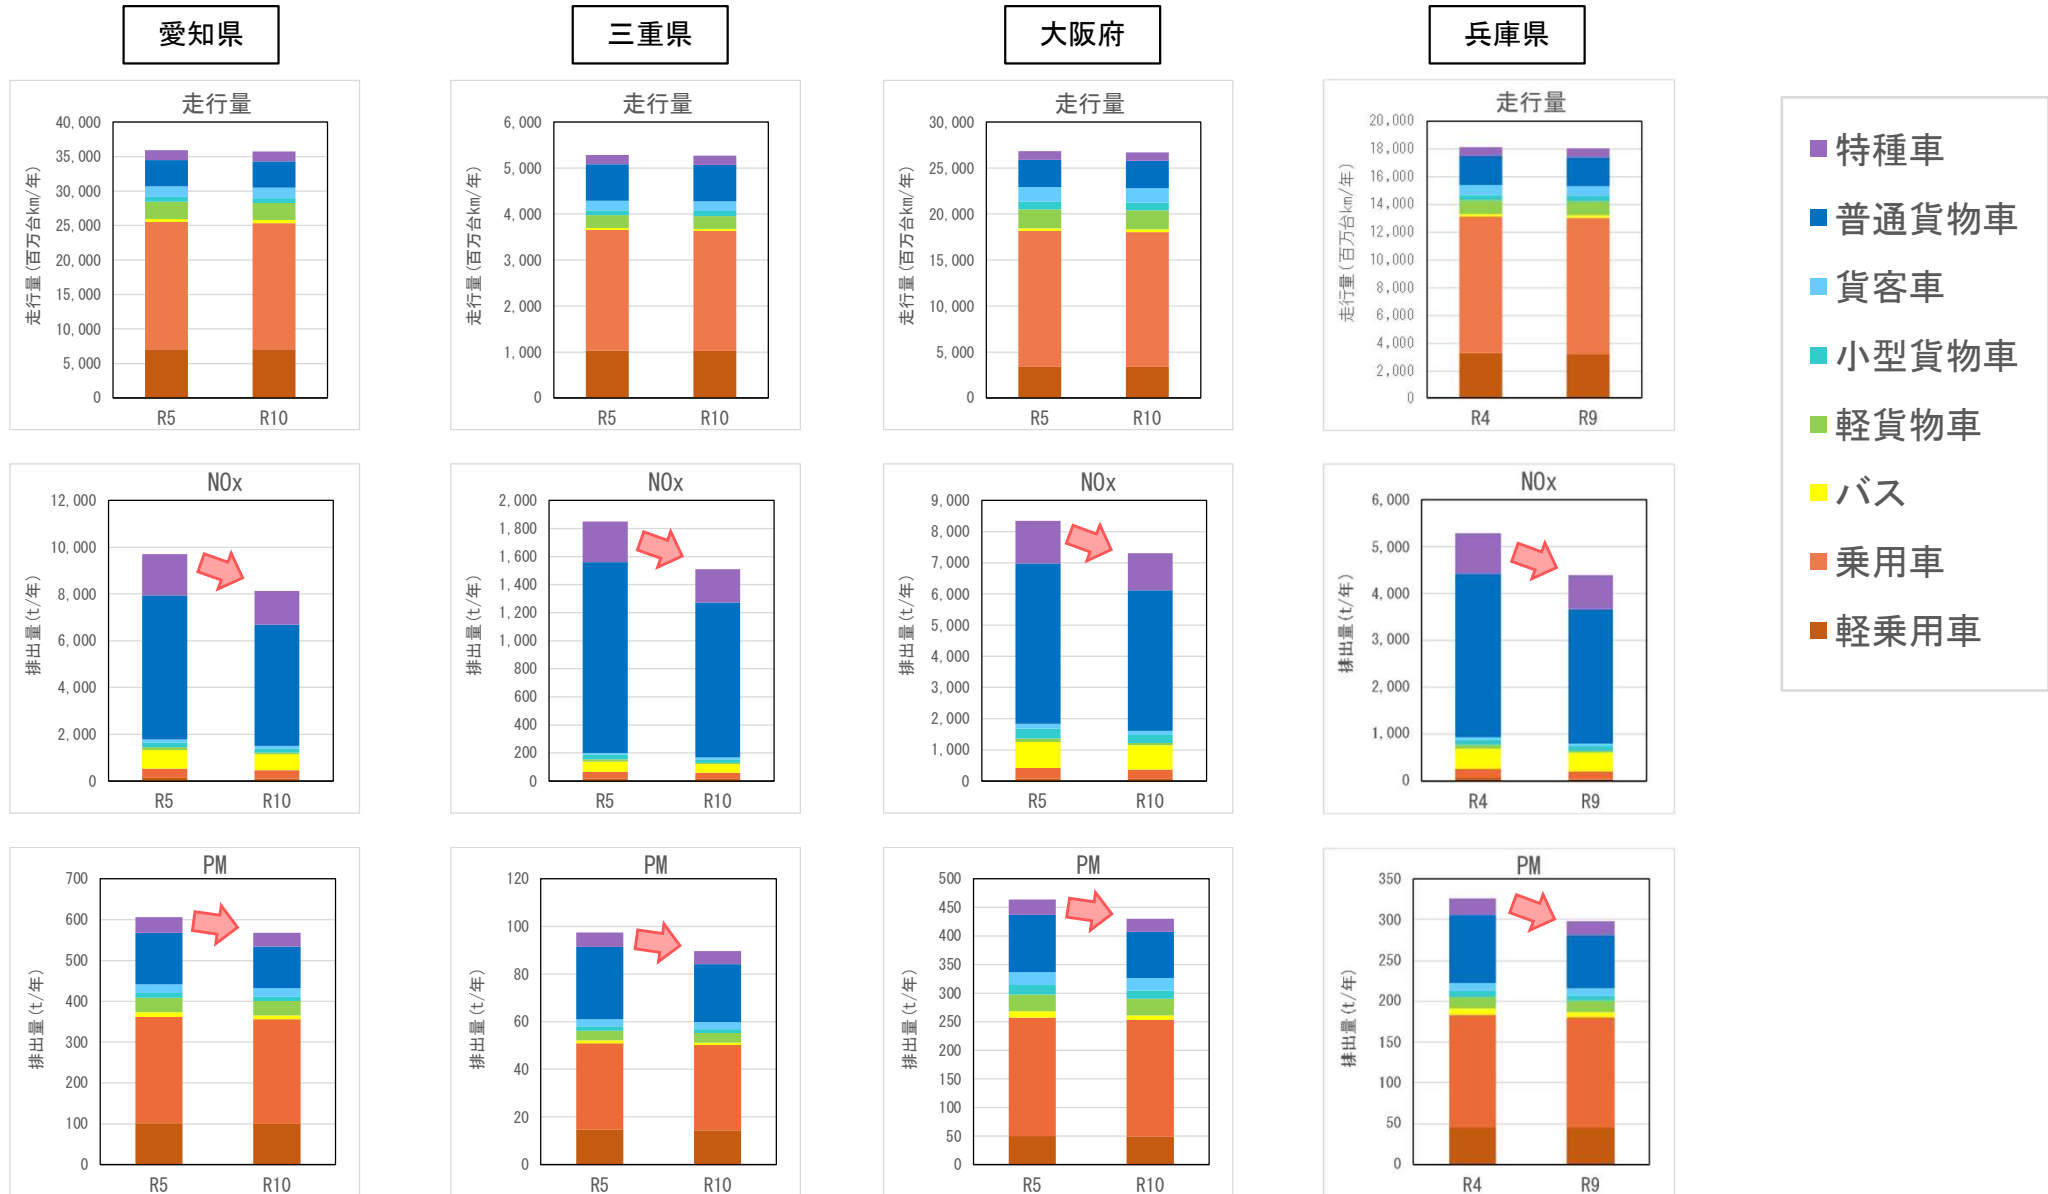 愛知県
三重県
大阪府
兵庫県
走行量
走行量(百万台km/年)
40,000
35,000
30,000
25,000
20,000
15,000
10,000
5,000
0
R5
R10
走行量
走行量(百万台km/年)
6,000
5,000
4,000
3,000
2,000
1,000
0
R5
R10
走行量
走行量(百万台km/年)
30,000
25,000
20,000
15,000
10,000
5,000
0
R5
R10
走行量
走行量(百万台km/年)
20,000
18,000
16,000
14,000
12,000
10,000
8,000
6,000
4,000
2,000
0
R4
R9
特種車
普通貨物車
貨客車
小型貨物車
軽貨物車
バス
乗用車
軽乗用車
NOx
排出量(t/年)
12,000
10,000
8,000
6,000
4,000
2,000
0
R5
R10
NOx
排出量(t/年)
2,000
1,800
1,600
1,400
1,200
1,000
800
600
400
200
0
R5
R10
NOx
排出量(t/年)
9,000
8,000
7,000
6,000
5,000
4,000
3,000
2,000
1,000
0
R5
R10
NOx
排出量(t/年)
6,000
5,000
4,000
3,000
2,000
1,000
0
R4
R9
PM
排出量(t/年)
700
600
500
400
300
200
100
0
R5
R10
PM
排出量(t/年)
120
100
80
60
40
20
0
R5
R10
PM
排出量(t/年)
500
450
400
350
300
250
200
150
100
50
0
R5
R10
PM
排出量(t/年)
350
300
250
200
150
100
50
0
R4
R9